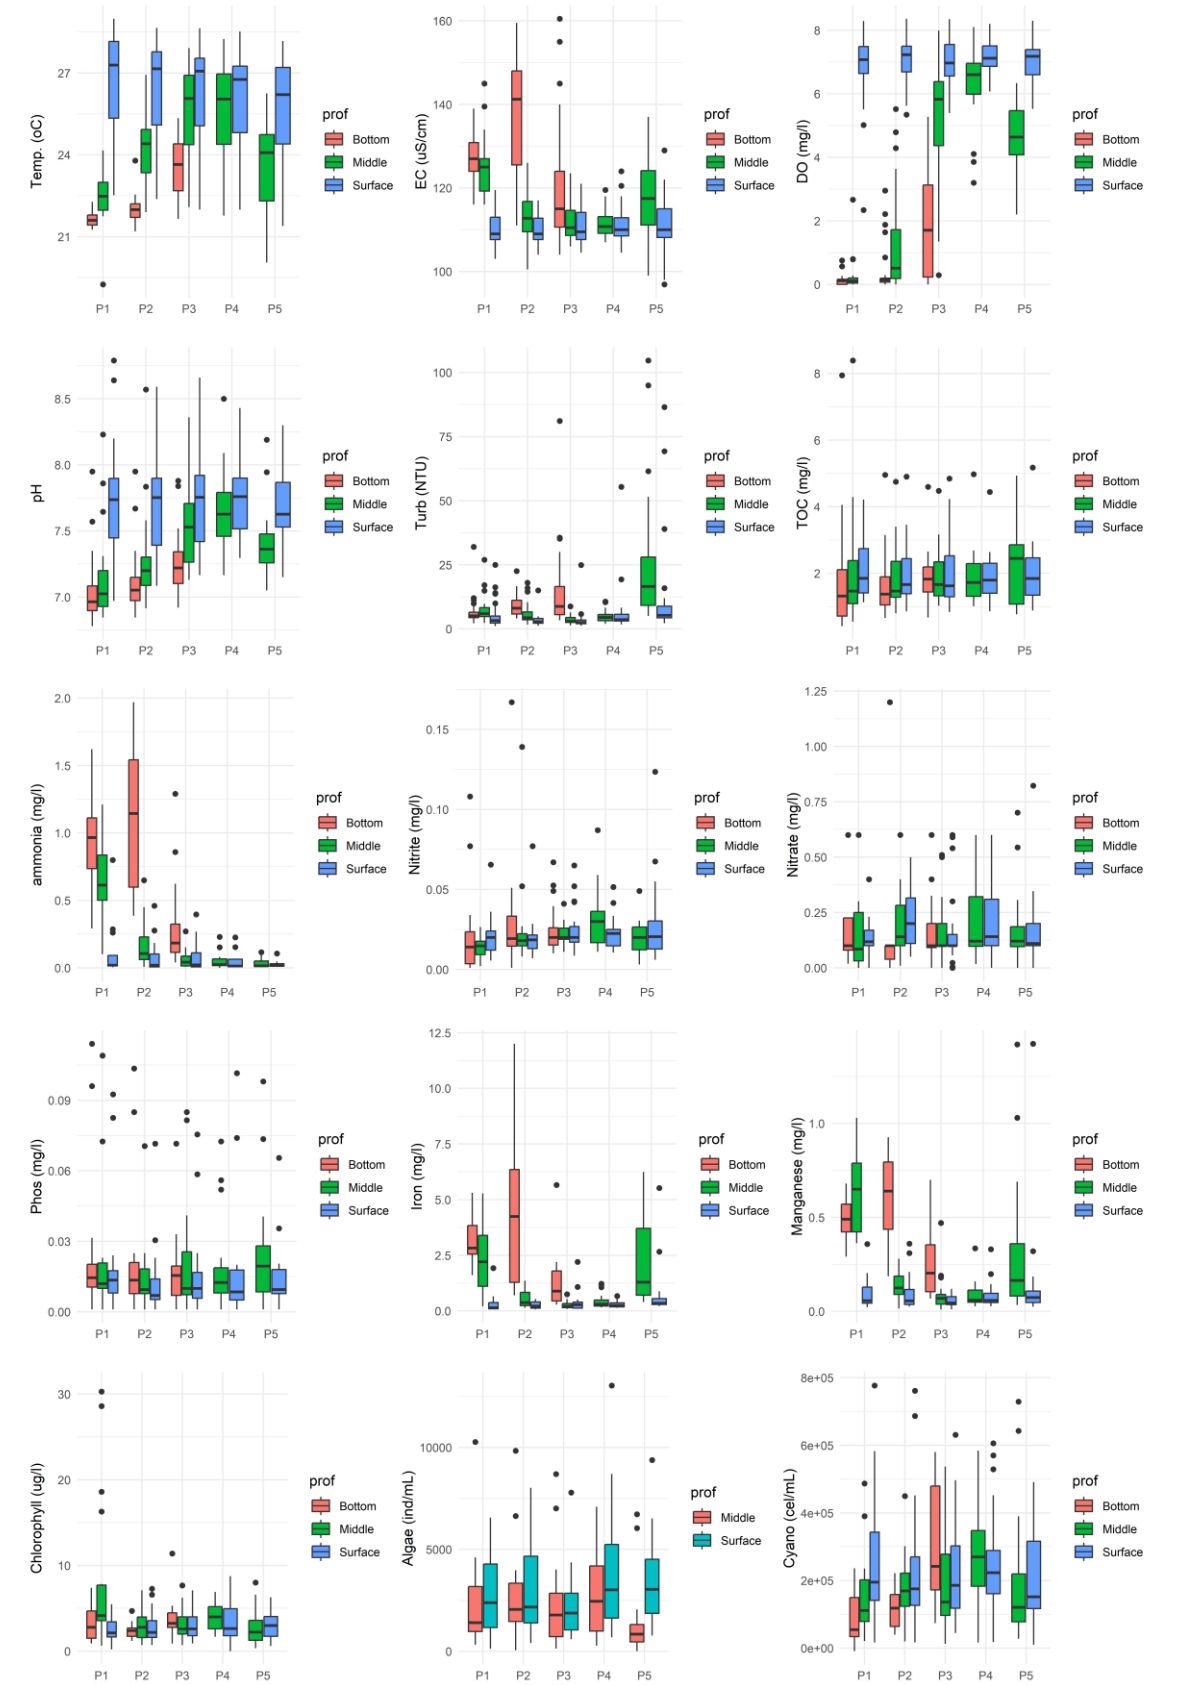 Temp. (oC)
27
24
21
P1 P2 P3 P4 P5
prof
Bottom
Middle
Surface
EC (uS/cm)
160
140
120
100
P1 P2 P3 P4 P5
prof
Bottom
Middle
Surface
DO (mg/l)
8
6
4
2
0
P1 P2 P3 P4 P5
prof
Bottom
Middle
Surface
pH
8.5
8.0
7.5
7.0
P1 P2 P3 P4 P5
prof
Bottom
Middle
Surface
Turb (NTU)
100
75
50
25
0
P1 P2 P3 P4 P5
prof
Bottom
Middle
Surface
TOC (mg/l)
8
6
4
2
P1 P2 P3 P4 P5
prof
Bottom
Middle
Surface
ammonia (mg/l)
2.0
1.5
1.0
0.5
0.0
P1 P2 P3 P4 P5
prof
Bottom
Middle
Surface
Nitrite (mg/l)
0.15
0.10
0.05
0.00
P1 P2 P3 P4 P5
prof
Bottom
Middle
Surface
Nitrate (mg/l)
1.25
1.00
0.75
0.50
0.25
0.00
P1 P2 P3 P4 P5
prof
Bottom
Middle
Surface
Phos (mg/l)
0.09
0.06
0.03
0.00
P1 P2 P3 P4 P5
prof
Bottom
Middle
Surface
Iron (mg/l)
12.5
10.0
7.5
5.0
2.5
0.0
P1 P2 P3 P4 P5
prof
Bottom
Middle
Surface
Manganese (mg/l)
1.0
0.5
0.0
P1 P2 P3 P4 P5
prof
Bottom
Middle
Surface
Chlorophyll (ug/l)
30
20
10
0
P1 P2 P3 P4 P5
prof
Bottom
Middle
Surface
Algae (ind/mL)
10000
5000
0
P1 P2 P3 P4 P5
prof
Middle
Surface
Cyano (cel/mL)
8e+05
6e+05
4e+05
2e+05
0e+00
P1 P2 P3 P4 P5
prof
Bottom
Middle
Surface